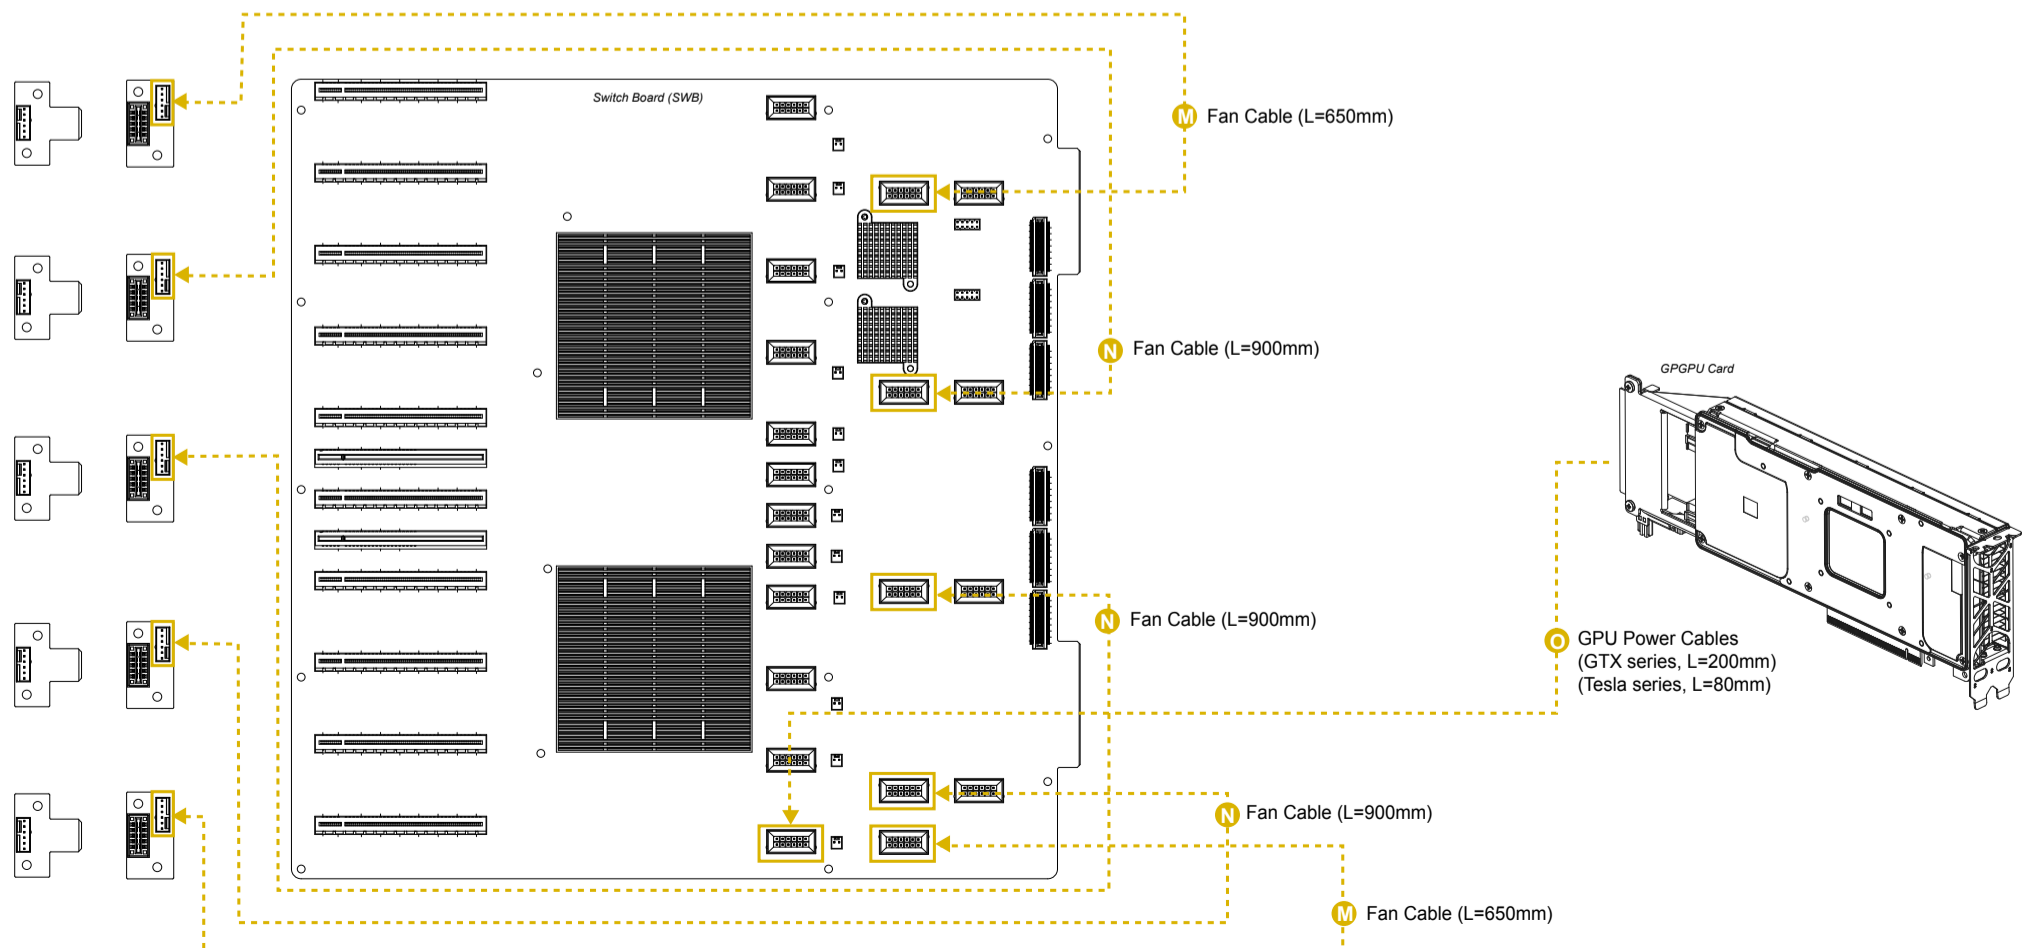 Switch Board (SWB)
M Fan Cable (L=650mm)
N Fan Cable (L=900mm)
GPGPU Card
N Fan Cable (L=900mm)
O GPU Power Cables
(GTX series, L=200mm)
(Tesla series, L=80mm)
N Fan Cable (L=900mm)
M Fan Cable (L=650mm)